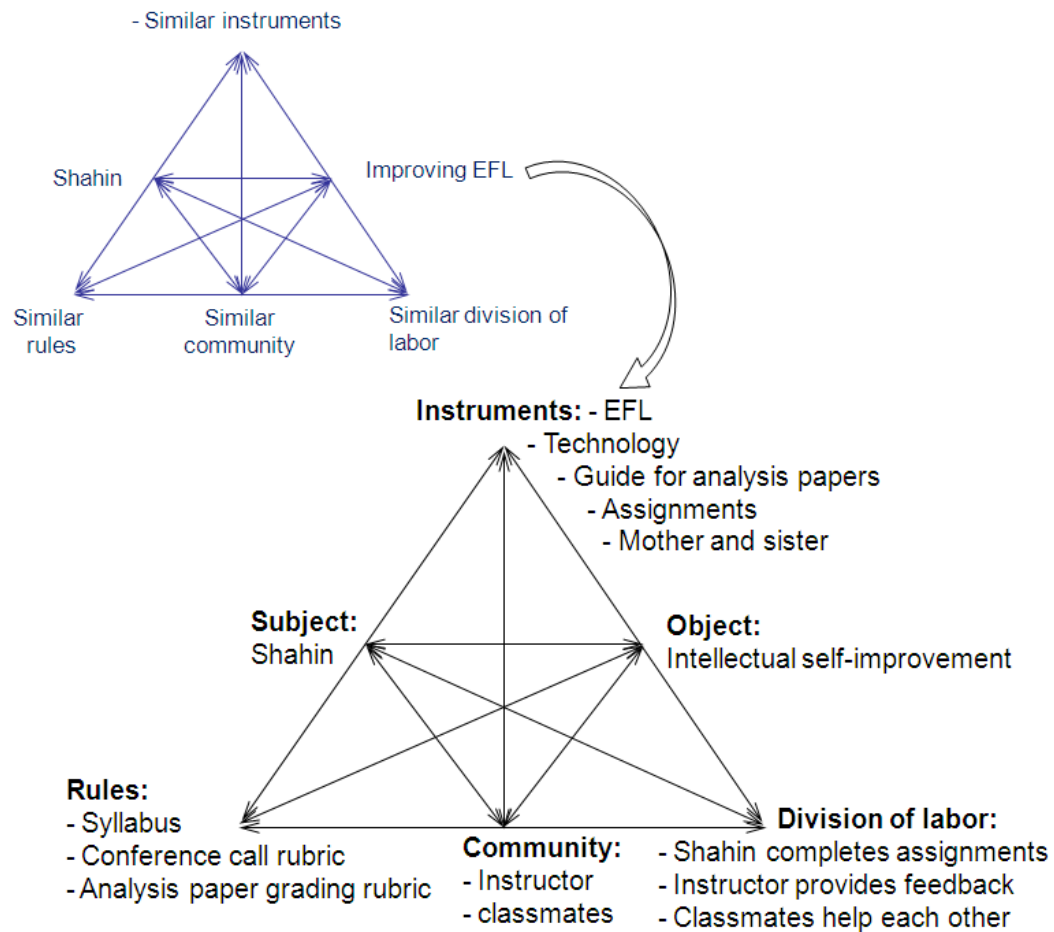 - Similar instruments
Shahin
Improving EFL
Similar
rules
Similar
community
Similar division of
labor
Instruments: - EFL
- Technology
- Guide for analysis papers
- Assignments
- Mother and sister
Subject:
Shahin
Object:
Intellectual self-improvement
Rules:
- Syllabus
- Conference call rubric
- Analysis paper grading rubric
Community:
- Instructor
- classmates
Division of labor:
- Shahin completes assignments
- Instructor provides feedback
- Classmates help each other